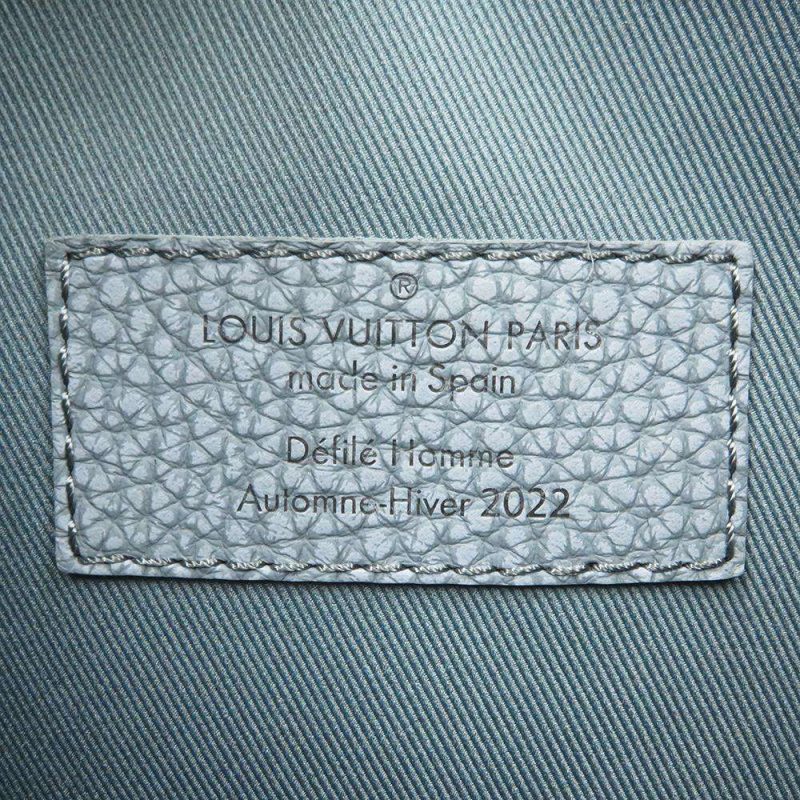 ®
LOUIS VUITTON PARIS
made in Spain
Défilé Homme
Automne-Hiver 2022